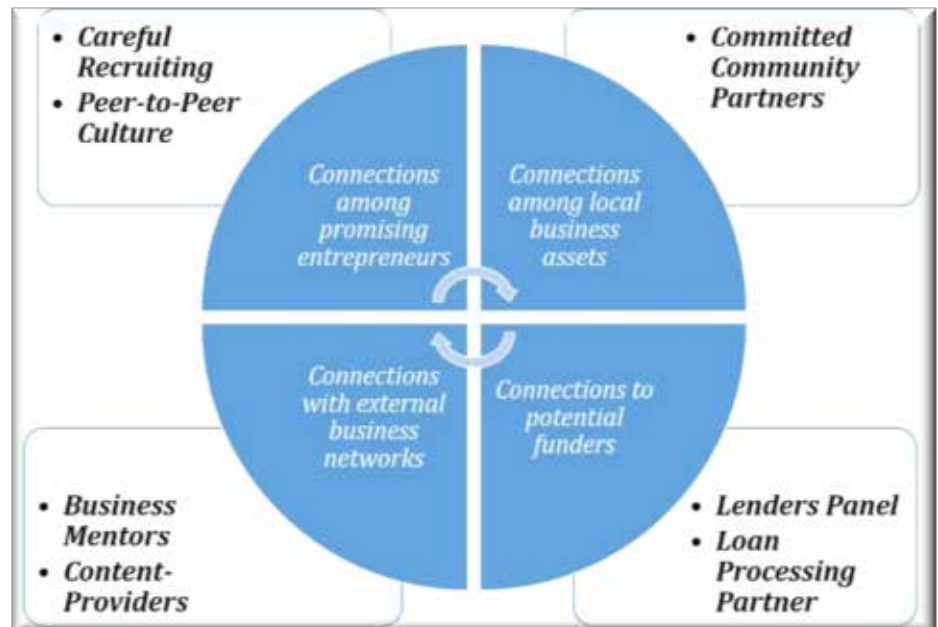 • Careful
Recruiting
• Peer-to-Peer
Culture
• Committed
Community
Partners
Connections
among
promising
entrepreneurs
Connections
among local
business
assets
Connections
with external
business
networks
Connections to
potential
funders
• Business
Mentors
• Content-
Providers
• Lenders Panel
• Loan
Processing
Partner